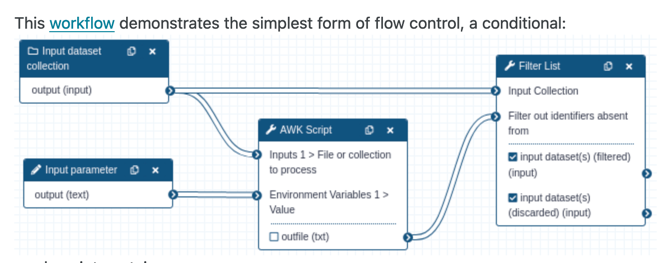 This workflow demonstrates the simplest form of flow control, a conditional:
Input dataset
collection
output (input)
Input parameter
output (text)
AWK Script
Inputs 1 > File or collection
to process
Environment Variables 1 >
Value
outfile (txt)
Filter List
Input Collection
Filter out identifiers absent
from
input dataset(s) (filtered)
(input)
input dataset(s)
(discarded) (input)